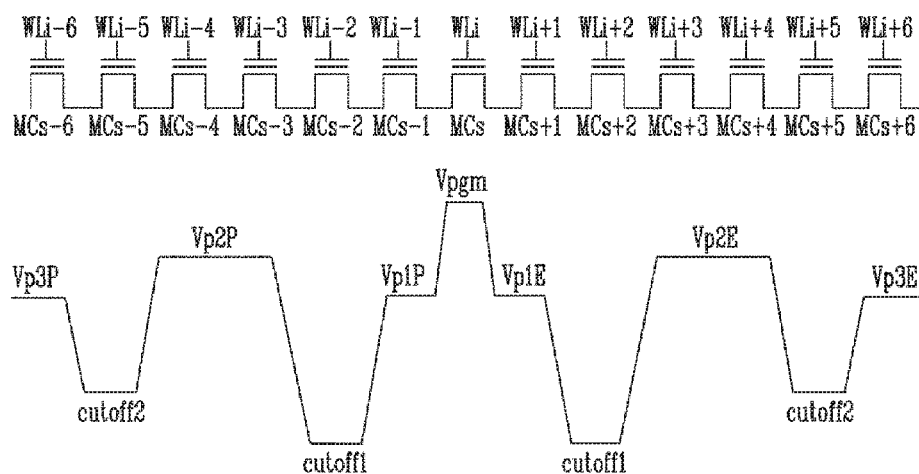 WLi-6 WLi-5 WLi-4 WLi-3 WLi-2 WLi-1 WLi WLi+1 WLi+2 WLi+3 WLi+4 WLi+5 WLi+6
MCs-6 MCs-5 MCs-4 MCs-3 MCs-2 MCs-1 MCs MCs+1 MCs+2 MCs+3 MCs+4 MCs+5 MCs+6
Vpgm
Vp2P Vp2E
Vp3P Vp1P Vp1E Vp3E
cutoff2 cutoff2
cutoff1 cutoff1